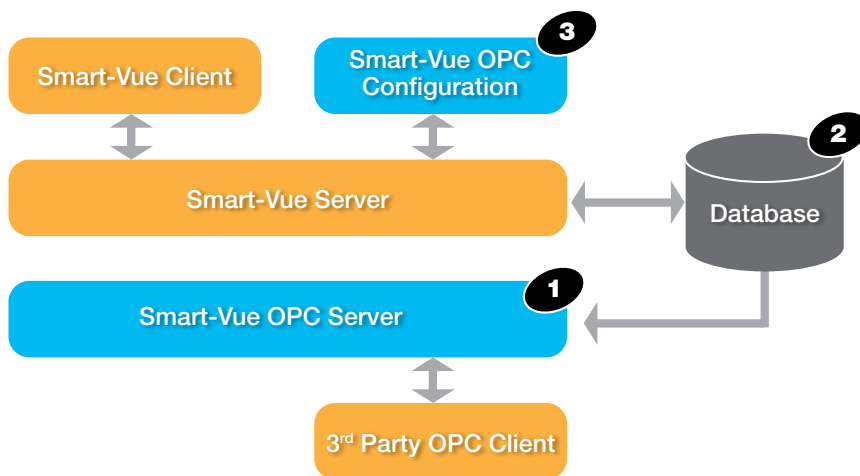 3
Smart-Vue Client
Smart-Vue OPC
Configuration
2
Smart-Vue Server
Database
1
Smart-Vue OPC Server
3rd Party OPC Client